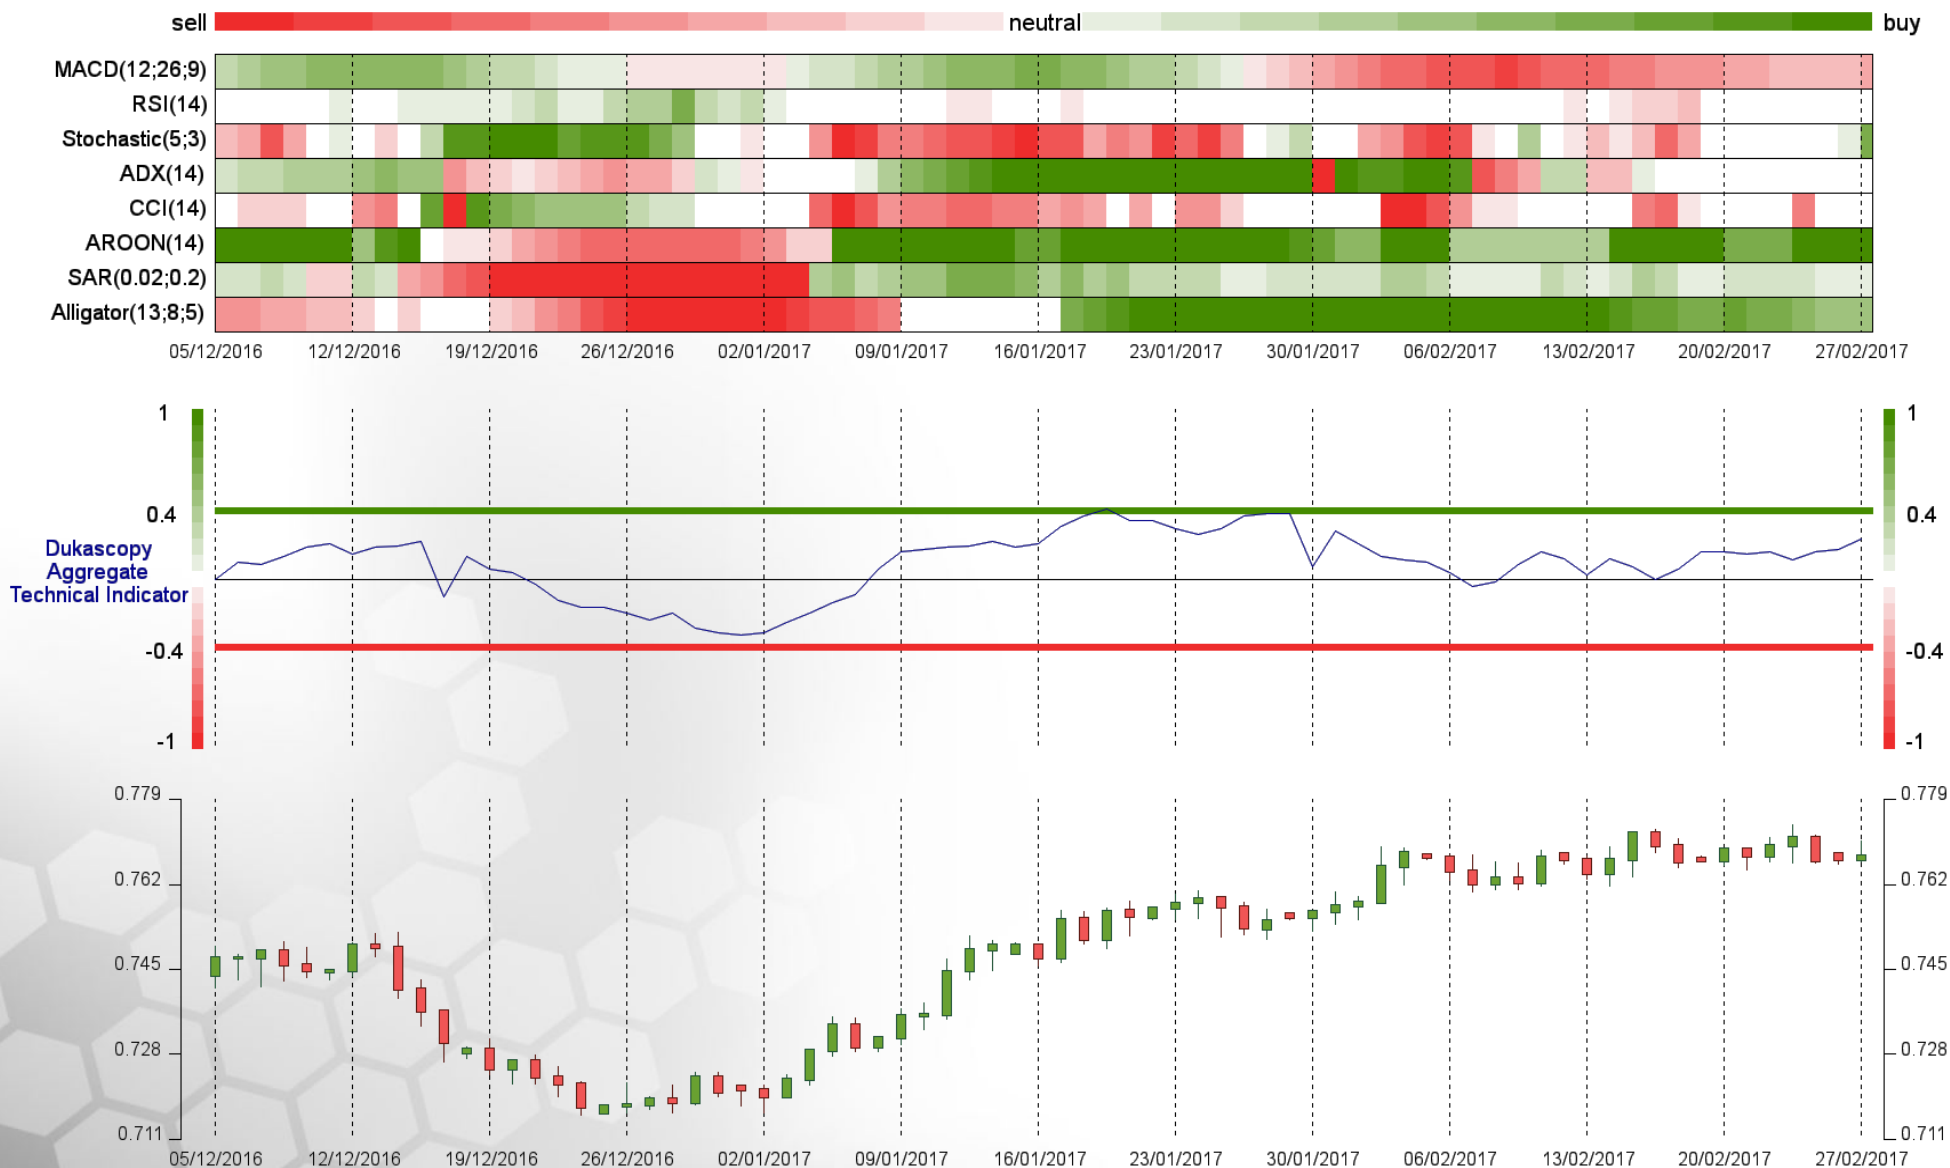 sell neutral buy
MACD(12;26;9)
RSI(14)
Stochastic(5;3)
ADX(14)
CCI(14)
AROON(14)
SAR(0.02;0.2)
Alligator(13;8;5)
05/12/2016 12/12/2016 19/12/2016 26/12/2016 02/01/2017 09/01/2017 16/01/2017 23/01/2017 30/01/2017 06/02/2017 13/02/2017 20/02/2017 27/02/2017
1 1
0.4 0.4
Dukascopy
Aggregate
Technical Indicator
-0.4 -0.4
-1 -1
0.779 0.779
0.762 0.762
0.745 0.745
0.728 0.728
0.711 0.711
05/12/2016 12/12/2016 19/12/2016 26/12/2016 02/01/2017 09/01/2017 16/01/2017 23/01/2017 30/01/2017 06/02/2017 13/02/2017 20/02/2017 27/02/2017